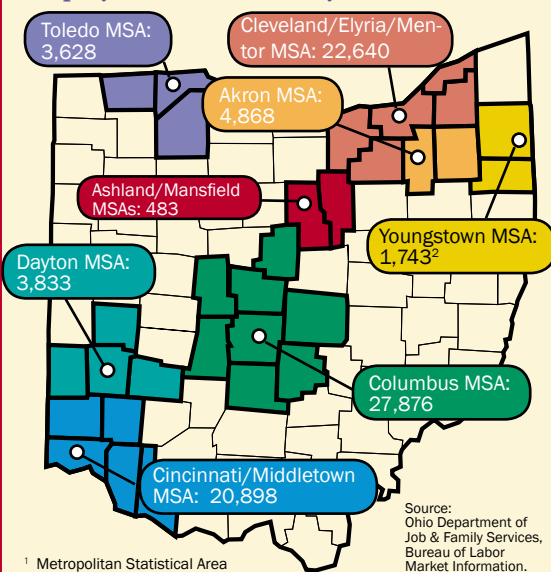 Toledo MSA:
3,628
Cleveland/Elyria/Men-
tor MSA: 22,640
Akron MSA:
4,868
Ashland/Mansfield
MSAs: 483
Youngstown MSA:
1,743²
Dayton MSA:
3,833
Columbus MSA:
27,876
Cincinnati/Middletown
MSA: 20,898
Source:
Ohio Department of
Job & Family Services,
Bureau of Labor
Market Information.
¹ Metropolitan Statistical Area